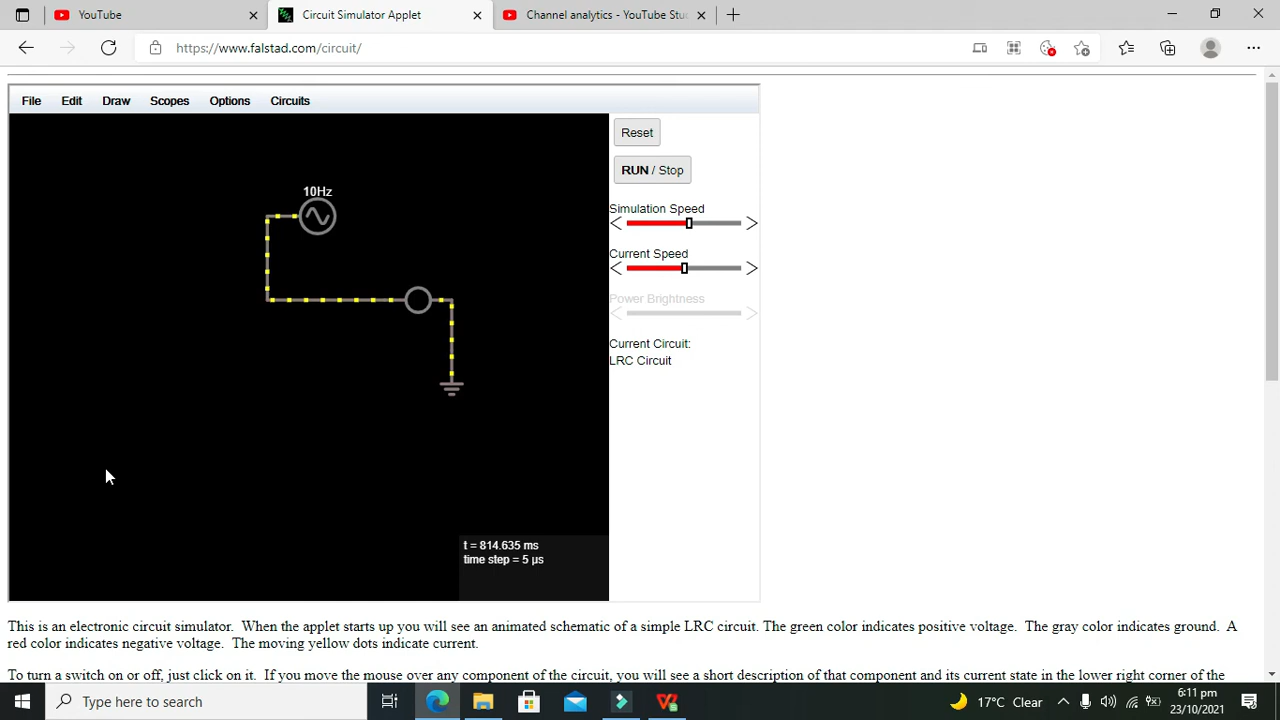 YouTube
Circuit Simulator Applet
Channel analytics - YouTube Stu
https://www.falstad.com/circuit/
File Edit Draw Scopes Options Circuits
Reset
RUN / Stop
10Hz
Simulation Speed
Current Speed
Power Brightness
Current Circuit:
LRC Circuit
t = 814.635 ms
time step = 5 µs
This is an electronic circuit simulator. When the applet starts up you will see an animated schematic of a simple LRC circuit. The green color indicates positive voltage. The gray color indicates ground. A
red color indicates negative voltage. The moving yellow dots indicate current.
To turn a switch on or off, just click on it. If you move the mouse over any component of the circuit, you will see a short description of that component and its current state in the lower right corner of the
Type here to search
17°C Clear
6:11 pm
23/10/2021